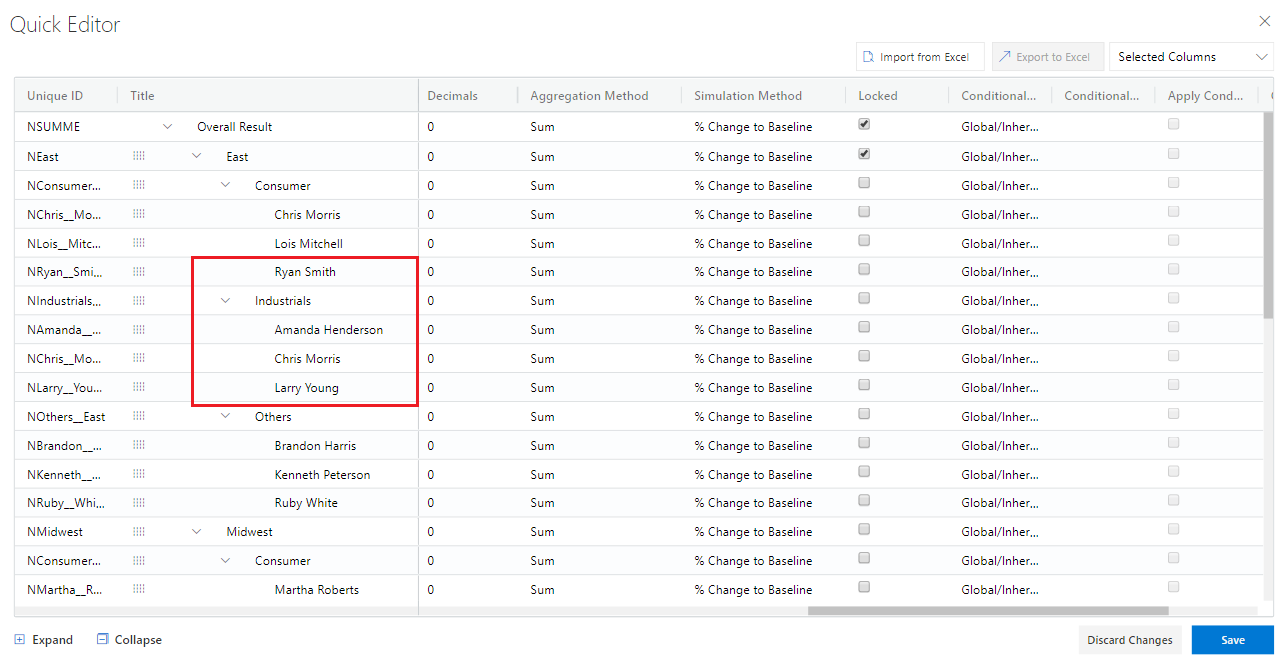 Quick Editor
Import from Excel Export to Excel Selected Columns
Unique ID Title Decimals Aggregation Method Simulation Method Locked Conditional... Conditional... Apply Cond...
NSUMME Overall Result 0 Sum % Change to Baseline Global/Inher...
NEast East 0 Sum % Change to Baseline Global/Inher...
NConsumer... Consumer 0 Sum % Change to Baseline Global/Inher...
NChris__Mo... Chris Morris 0 Sum % Change to Baseline Global/Inher...
NLois__Mitc... Lois Mitchell 0 Sum % Change to Baseline Global/Inher...
NRyan__Smi... Ryan Smith 0 Sum % Change to Baseline Global/Inher...
NIndustrials... Industrials 0 Sum % Change to Baseline Global/Inher...
NAmanda__... Amanda Henderson 0 Sum % Change to Baseline Global/Inher...
NChris__Mo... Chris Morris 0 Sum % Change to Baseline Global/Inher...
NLarry__You... Larry Young 0 Sum % Change to Baseline Global/Inher...
NOthers__East Others 0 Sum % Change to Baseline Global/Inher...
NBrandon__... Brandon Harris 0 Sum % Change to Baseline Global/Inher...
NKenneth__... Kenneth Peterson 0 Sum % Change to Baseline Global/Inher...
NRuby__Whi... Ruby White 0 Sum % Change to Baseline Global/Inher...
NMidwest Midwest 0 Sum % Change to Baseline Global/Inher...
NConsumer... Consumer 0 Sum % Change to Baseline Global/Inher...
NMartha__R... Martha Roberts 0 Sum % Change to Baseline Global/Inher...
Expand Collapse Discard Changes Save